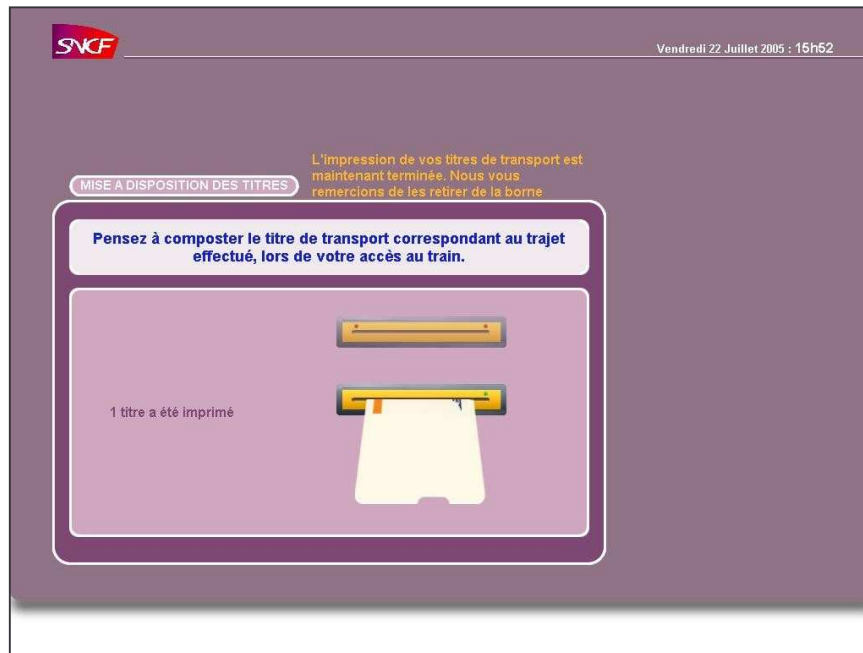 SNCF
Vendredi 22 Juillet 2005 : 15h52
L'impression de vos titres de transport est
maintenant terminée. Nous vous
remercions de les retirer de la borne
MISE A DISPOSITION DES TITRES
Pensez à composter le titre de transport correspondant au trajet
effectué, lors de votre accès au train.
1 titre a été imprimé